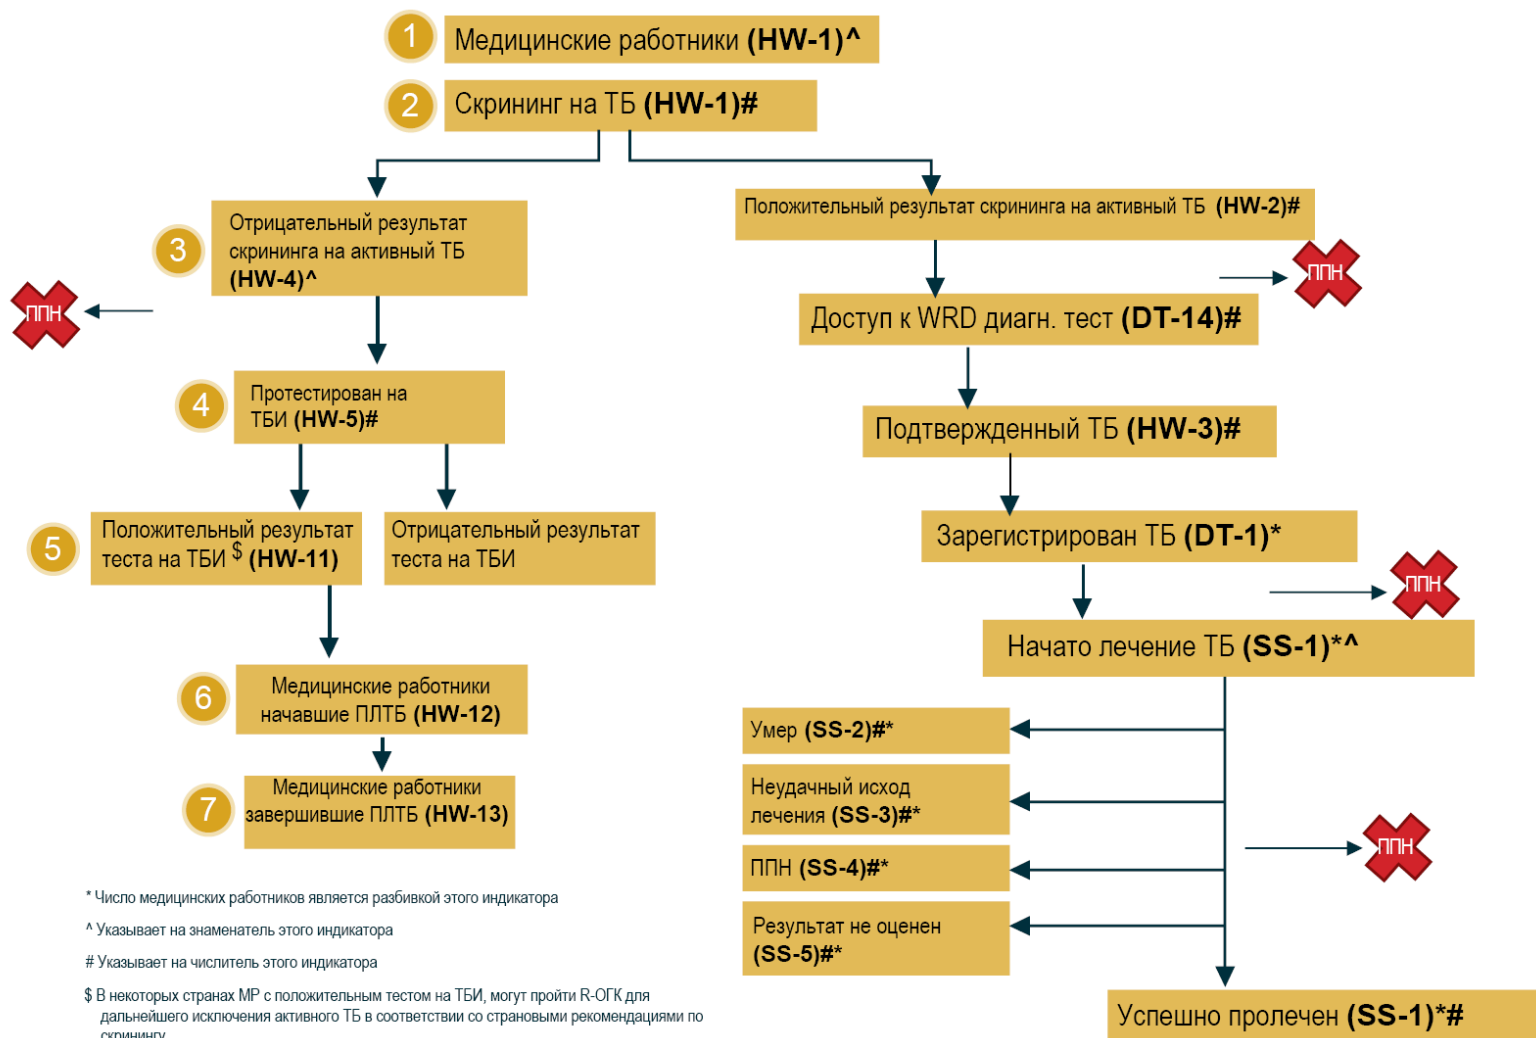 1
Медицинские работники (HW-1)^
2
Скрининг на ТБ (HW-1)#
3
Отрицательный результат
скрининга на активный ТБ
(HW-4)^
ППН
4
Протестирован на
ТБИ (HW-5)#
5
Положительный результат
теста на ТБИ $ (HW-11)
Отрицательный результат
теста на ТБИ
6
Медицинские работники
начавшие ПЛТБ (HW-12)
7
Медицинские работники
завершившие ПЛТБ (HW-13)
Положительный результат скрининга на активный ТБ (HW-2)#
ППН
Доступ к WRD диагн. тест (DT-14)#
Подтвержденный ТБ (HW-3)#
Зарегистрирован ТБ (DT-1)*
ППН
Начато лечение ТБ (SS-1)*^
Умер (SS-2)#*
Неудачный исход
лечения (SS-3)#*
ППН (SS-4)#*
Результат не оценен
(SS-5)#*
ППН
Успешно пролечен (SS-1)*#
* Число медицинских работников является разбивкой этого индикатора
^ Указывает на знаменатель этого индикатора
# Указывает на числитель этого индикатора
$ В некоторых странах МР с положительным тестом на ТБИ, могут пройти R-ОГК для
дальнейшего исключения активного ТБ в соответствии со страновыми рекомендациями по
скринингу